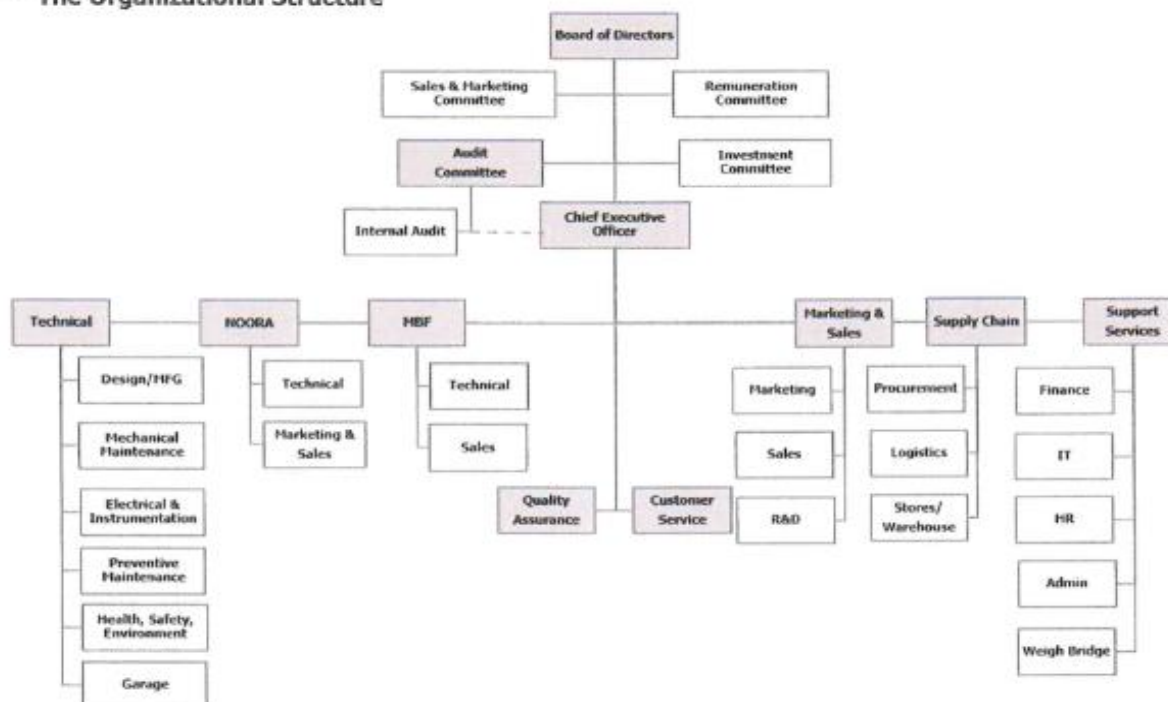 The Organizational Structure
Board of Directors
Sales & Marketing
Committee
Remuneration
Committee
Audit
Committee
Investment
Committee
Internal Audit
Chief Executive
Officer
Technical
NOORA
MBF
Marketing &
Sales
Supply Chain
Support
Services
Design/MFG
Mechanical
Maintenance
Electrical &
Instrumentation
Preventive
Maintenance
Health, Safety,
Environment
Garage
Technical
Marketing &
Sales
Technical
Sales
Quality
Assurance
Customer
Service
Marketing
Sales
R&D
Procurement
Logistics
Stores/
Warehouse
Finance
IT
HR
Admin
Weigh Bridge